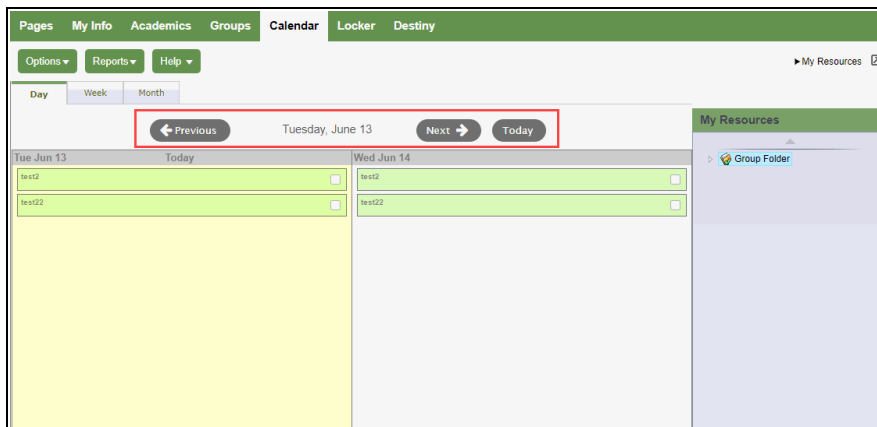 Pages My Info Academics Groups Calendar Locker Destiny
Options Reports Help
My Resources
Day Week Month
Previous Tuesday, June 13 Next Today
My Resources
Tue Jun 13 Today Wed Jun 14
Group Folder
test2 test2
test22 test22